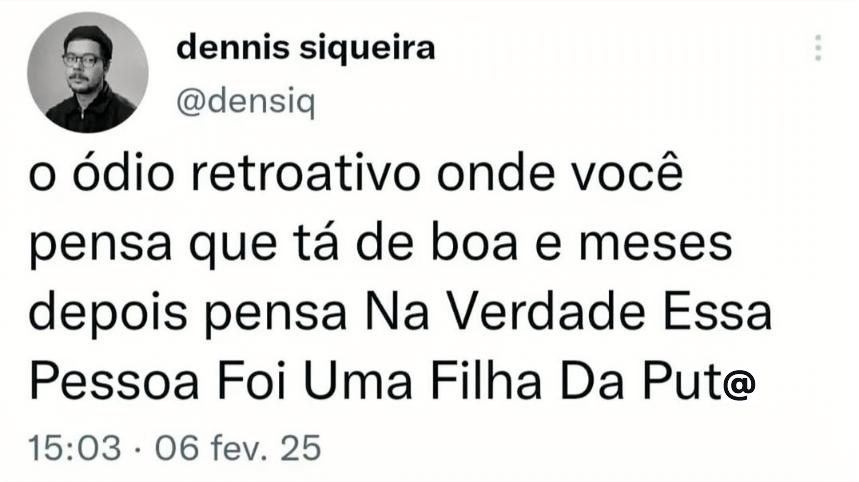 dennis siqueira
@densiq
o ódio retroativo onde você
pensa que tá de boa e meses
depois pensa Na Verdade Essa
Pessoa Foi Uma Filha Da Put@
15:03 · 06 fev. 25